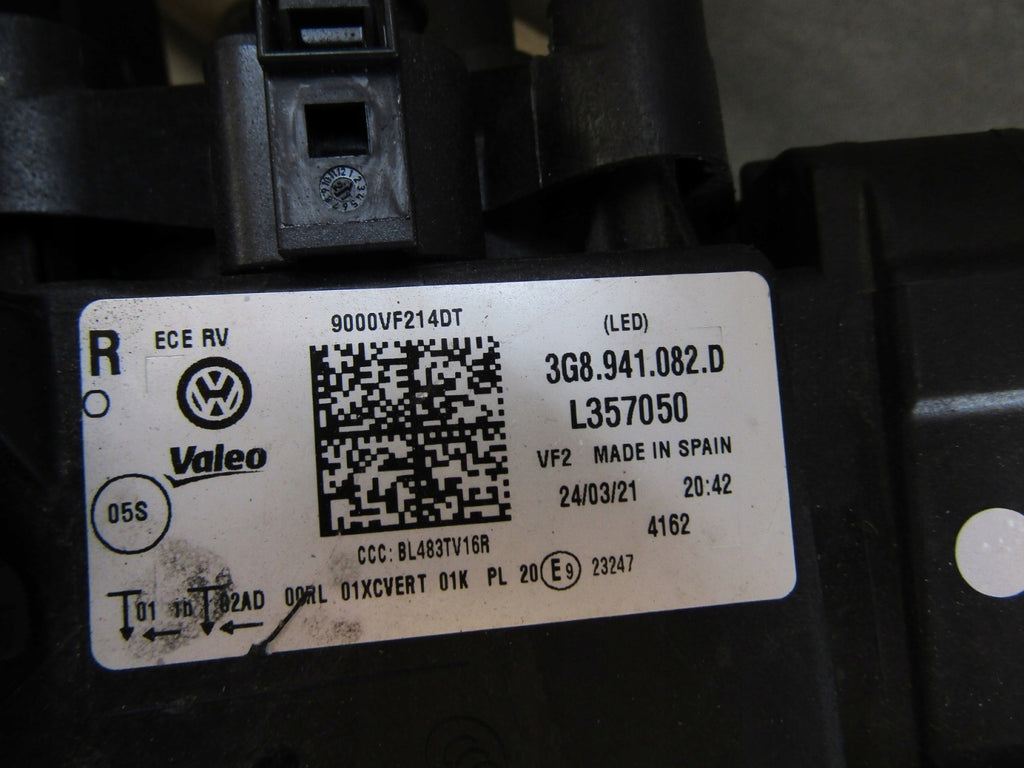 R
ECE RV
9000VF214DT
(LED)
3G8.941.082.D
L357050
Valeo
VF2 MADE IN SPAIN
05S
24/03/21 20:42
4162
CCC: BL483TV16R
01 1b 02AD 00RL 01XCVERT 01K PL 20 E9 23247